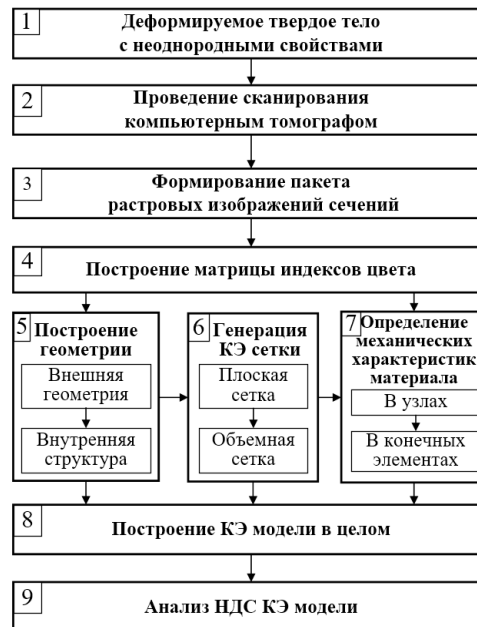 1
Деформируемое твердое тело
с неоднородными свойствами
2
Проведение сканирования
компьютерным томографом
3
Формирование пакета
растровых изображений сечений
4
Построение матрицы индексов цвета
5
Построение
геометрии
Внешняя
геометрия
Внутренняя
структура
6
Генерация
КЭ сетки
Плоская
сетка
Объемная
сетка
7
Определение
механических
характеристик
материала
В узлах
В конечных
элементах
8
Построение КЭ модели в целом
9
Анализ НДС КЭ модели